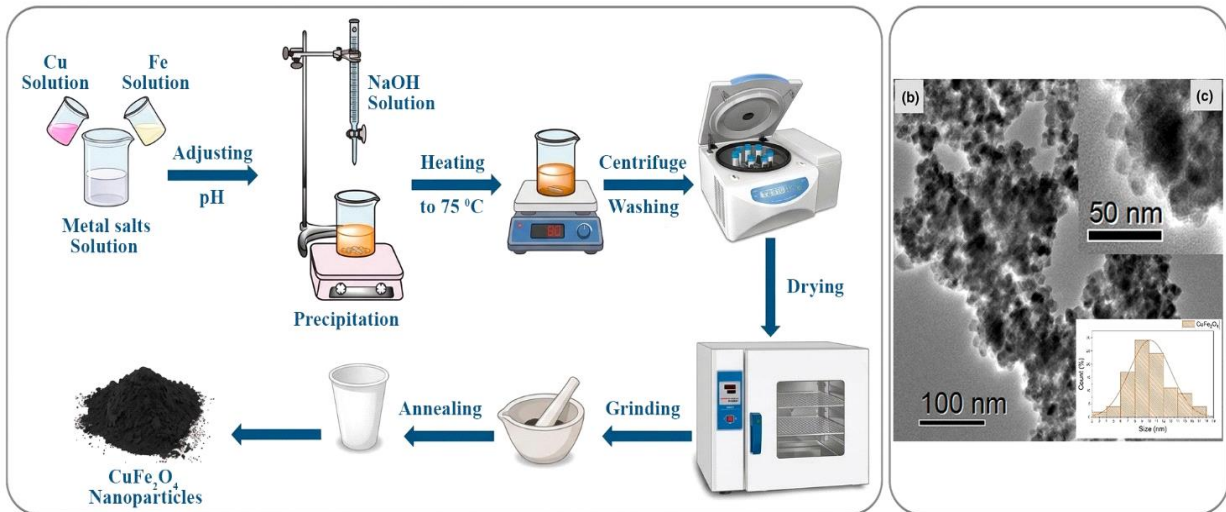 Cu
Solution
Fe
Solution
Metal salts
Solution
Adjusting
pH
NaOH
Solution
Precipitation
Heating
to 75 ⁰C
90
Centrifuge
Washing
Drying
Grinding
Annealing
CuFe₂O₄
Nanoparticles
(b)
(c)
50 nm
100 nm
CuFe₂O₄
Count (%)
Size (nm)